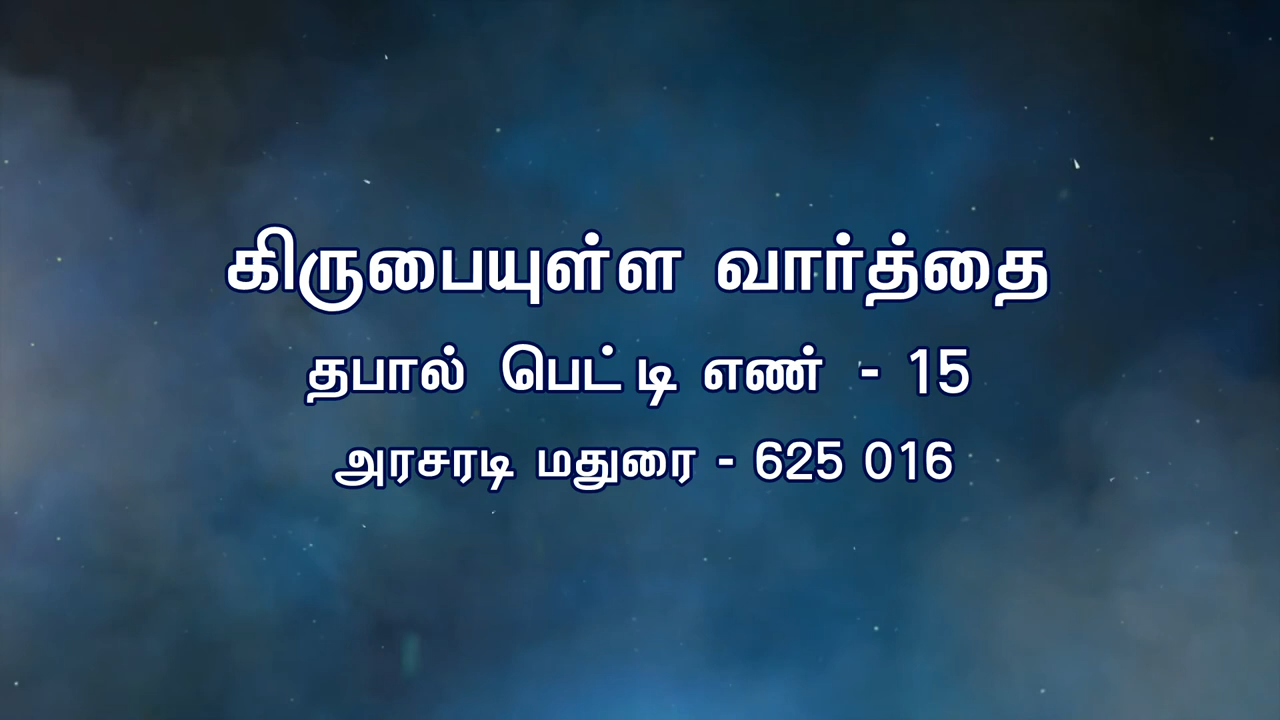 கிருபையுள்ள வார்த்தை
தபால் பெட்டி எண் - 15
அரசரடி மதுரை - 625 016